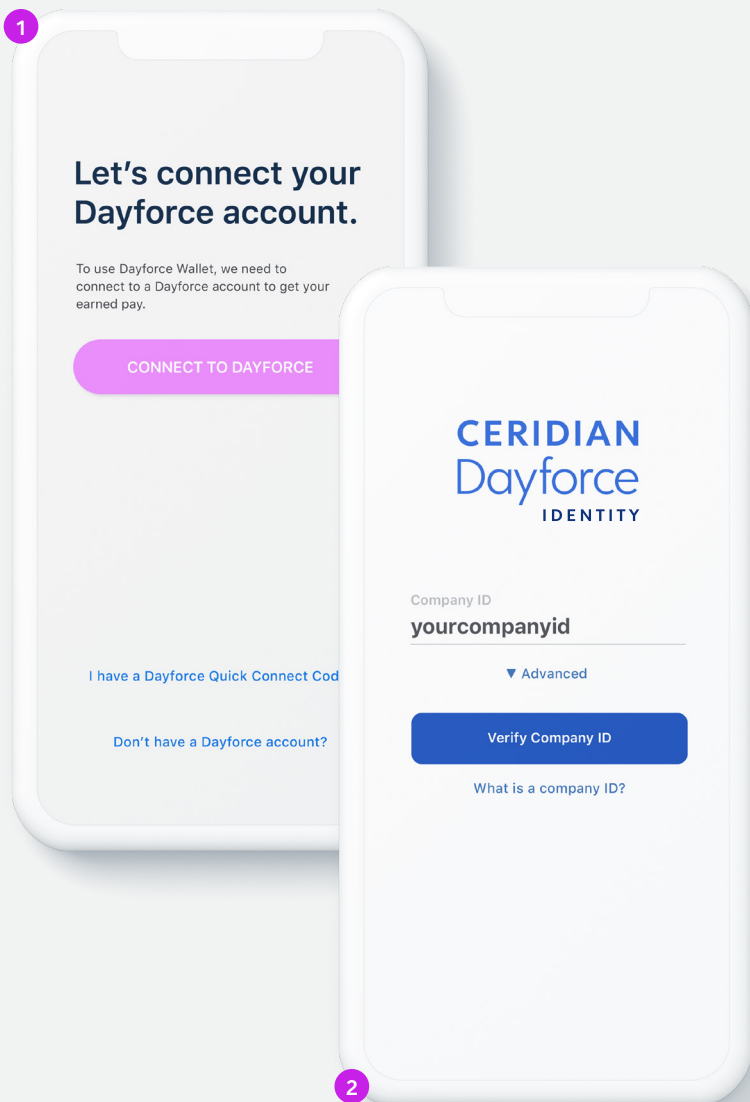 1
Let's connect your
Dayforce account.
To use Dayforce Wallet, we need to
connect to a Dayforce account to get your
earned pay.
CONNECT TO DAYFORCE
I have a Dayforce Quick Connect Cod
Don't have a Dayforce account?
CERIDIAN
Dayforce
IDENTITY
Company ID
yourcompanyid
▼ Advanced
Verify Company ID
What is a company ID?
2